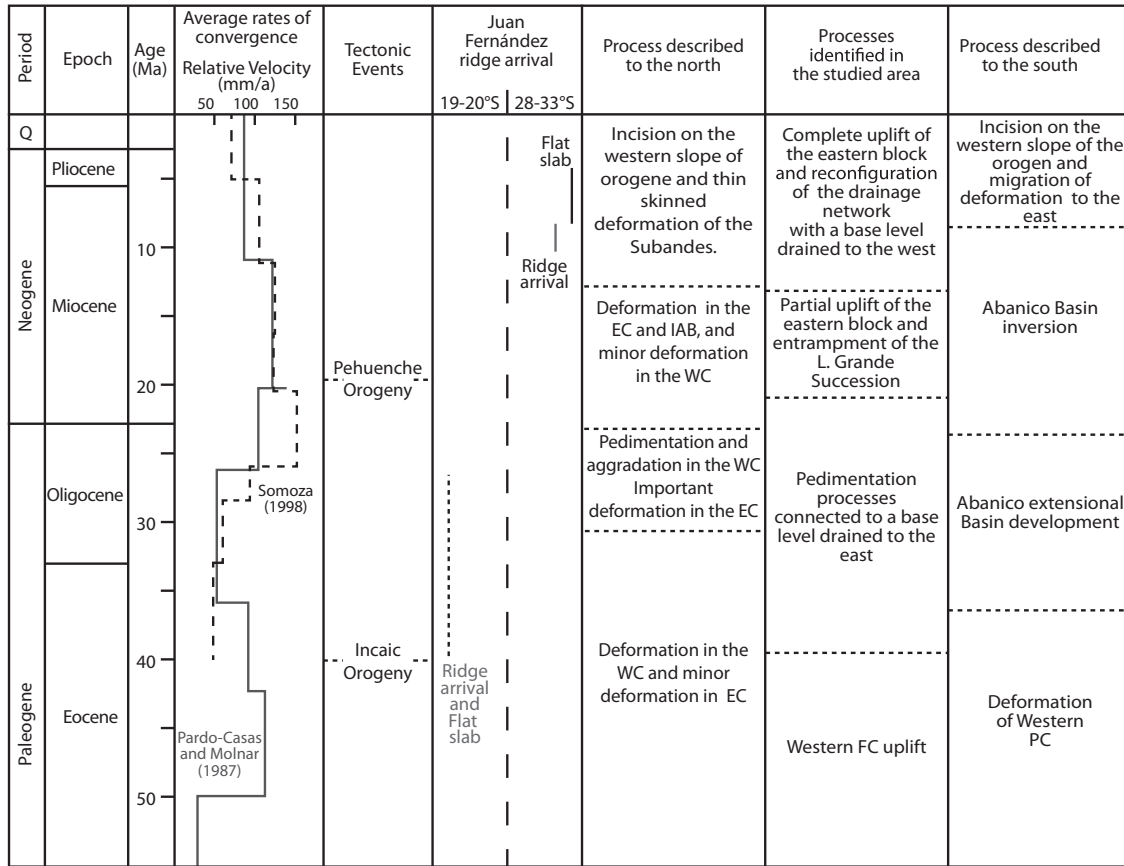 Period
Epoch
Age
(Ma)
Average rates of
convergence
Relative Velocity
(mm/a)
50 100 150
Tectonic
Events
Juan
Fernández
ridge arrival
19-20°S
28-33°S
Process described
to the north
Processes
identified in
the studied area
Process described
to the south
Q
Pliocene
Neogene
Miocene
Oligocene
Paleogene
Eocene
10
20
30
40
50
Somoza
(1998)
Pardo-Casas
and Molnar
(1987)
Pehuenche
Orogeny
Incaic
Orogeny
Ridge
arrival
and
Flat
slab
Flat
slab
Ridge
arrival
Incision on the
western slope of
orogene and thin
skinned
deformation of the
Subandes.
Deformation in the
EC and IAB, and
minor deformation
in the WC
Pedimentation and
aggradation in the WC
Important
deformation in the EC
Deformation in the
WC and minor
deformation in EC
Complete uplift of
the eastern block
and reconfiguration
of the drainage
network
with a base level
drained to the west
Partial uplift of the
eastern block and
entrampment of the
L. Grande
Succession
Pedimentation
processes
connected to a base
level drained to the
east
Western FC uplift
Incision on the
western slope of the
orogen and
migration of
deformation to the
east
Abanico Basin
inversion
Abanico extensional
Basin development
Deformation
of Western
PC